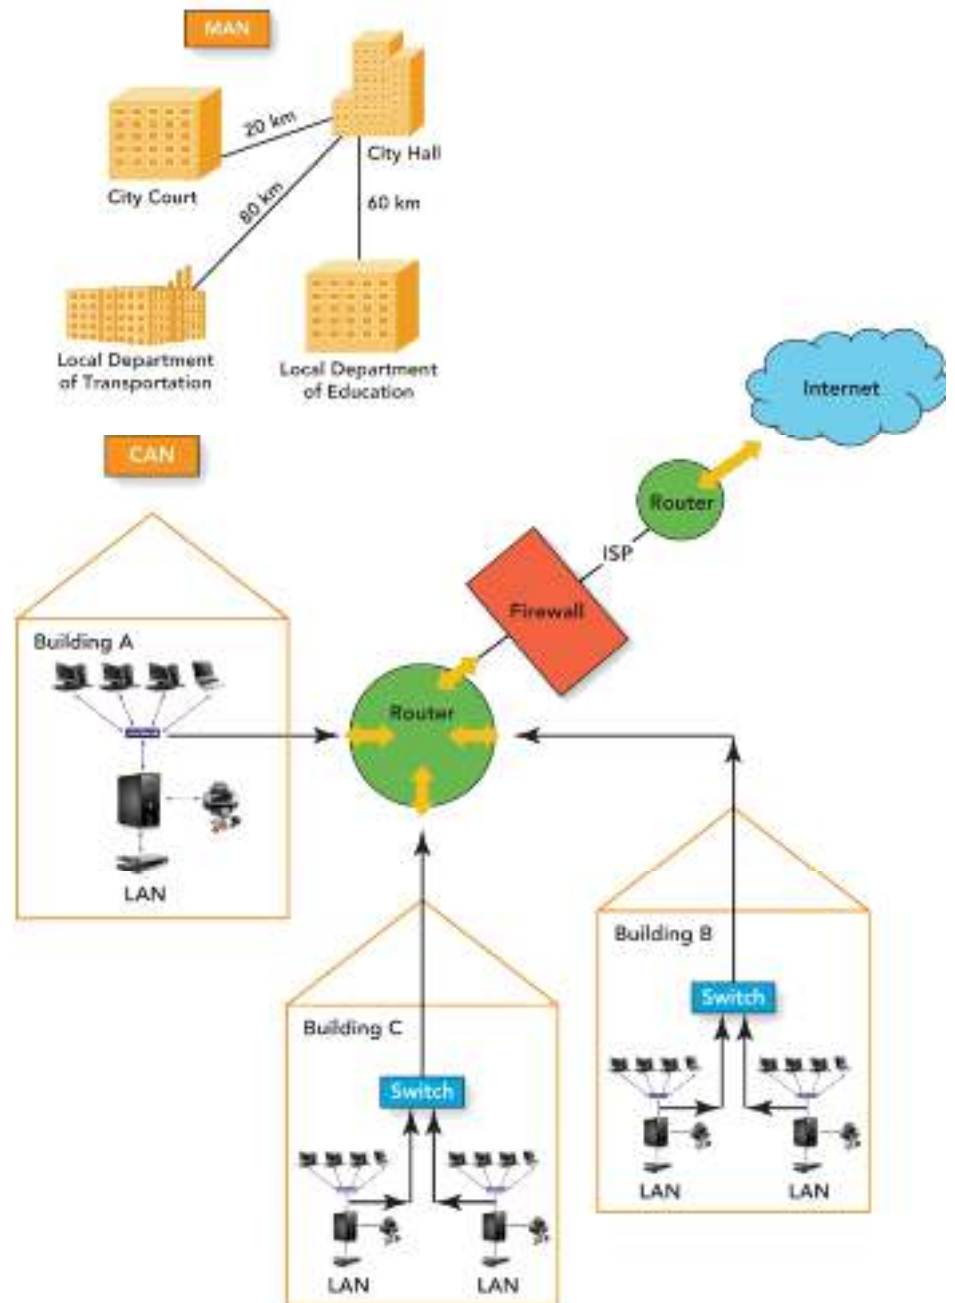 MAN
20 km
City Hall
City Court
80 km
60 km
Local Department
of Transportation
Local Department
of Education
Internet
CAN
Router
ISP
Firewall
Building A
Router
LAN
Building B
Switch
LAN
LAN
Building C
Switch
LAN
LAN